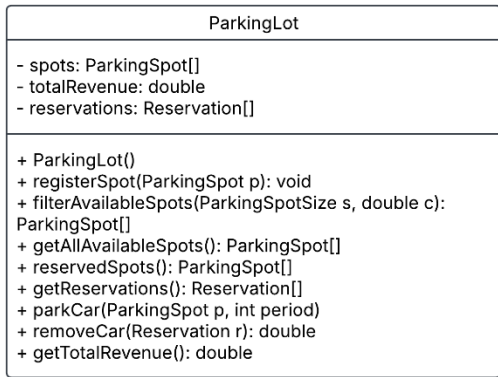 ParkingLot
- spots: ParkingSpot[]
- totalRevenue: double
- reservations: Reservation[]
+ ParkingLot()
+ registerSpot(ParkingSpot p): void
+ filterAvailableSpots(ParkingSpotSize s, double c):
ParkingSpot[]
+ getAllAvailableSpots(): ParkingSpot[]
+ reservedSpots(): ParkingSpot[]
+ getReservations(): Reservation[]
+ parkCar(ParkingSpot p, int period)
+ removeCar(Reservation r): double
+ getTotalRevenue(): double